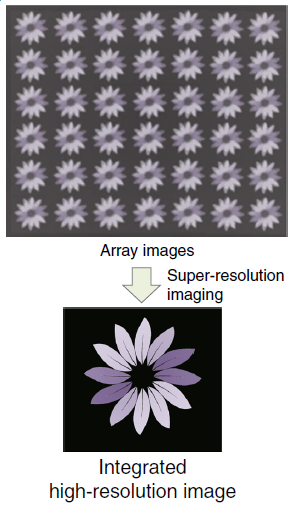 Array images
Super-resolution
imaging
Integrated
high-resolution image